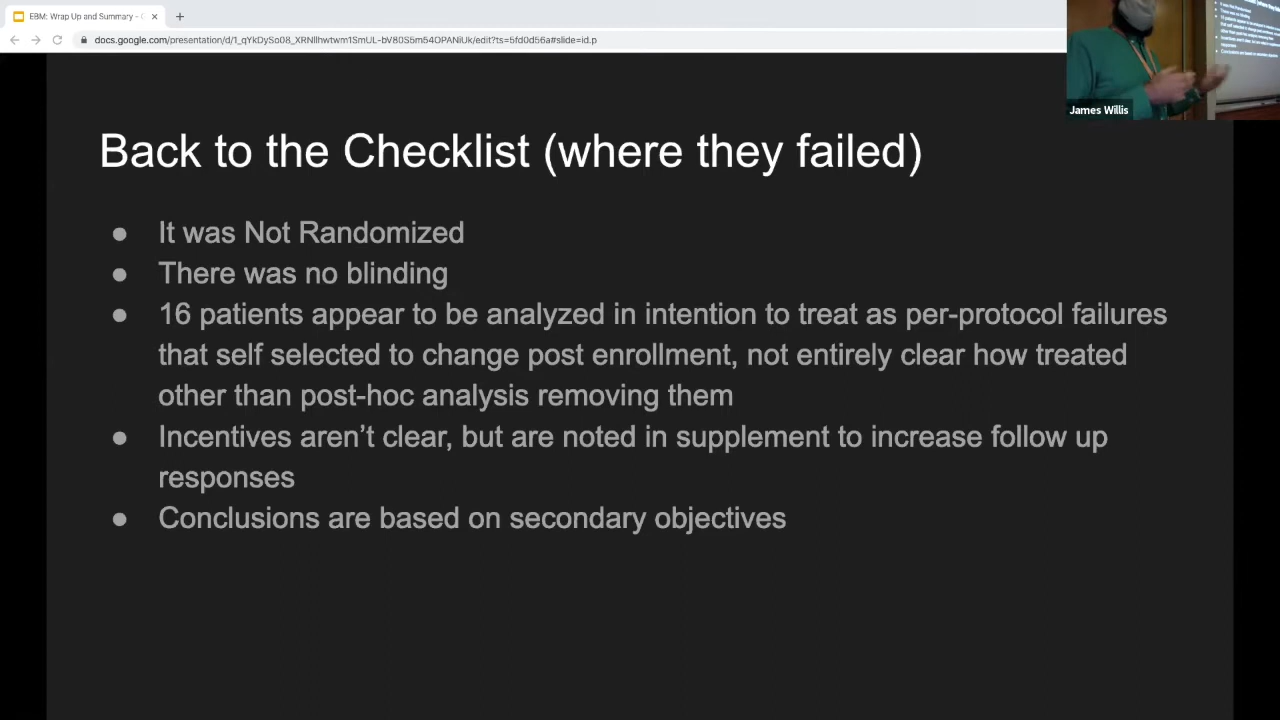 EBM: Wrap Up and Summary -
docs.google.com/presentation/d/1_qYkDySo08_XRNIlhwtwm1SmUL-bV80S5m54OPANiUk/edit?ts=5fd0d56a#slide=id.p
James Willis
Back to the Checklist (where they failed)
● It was Not Randomized
● There was no blinding
● 16 patients appear to be analyzed in intention to treat as per-protocol failures
that self selected to change post enrollment, not entirely clear how treated
other than post-hoc analysis removing them
● Incentives aren’t clear, but are noted in supplement to increase follow up
responses
● Conclusions are based on secondary objectives